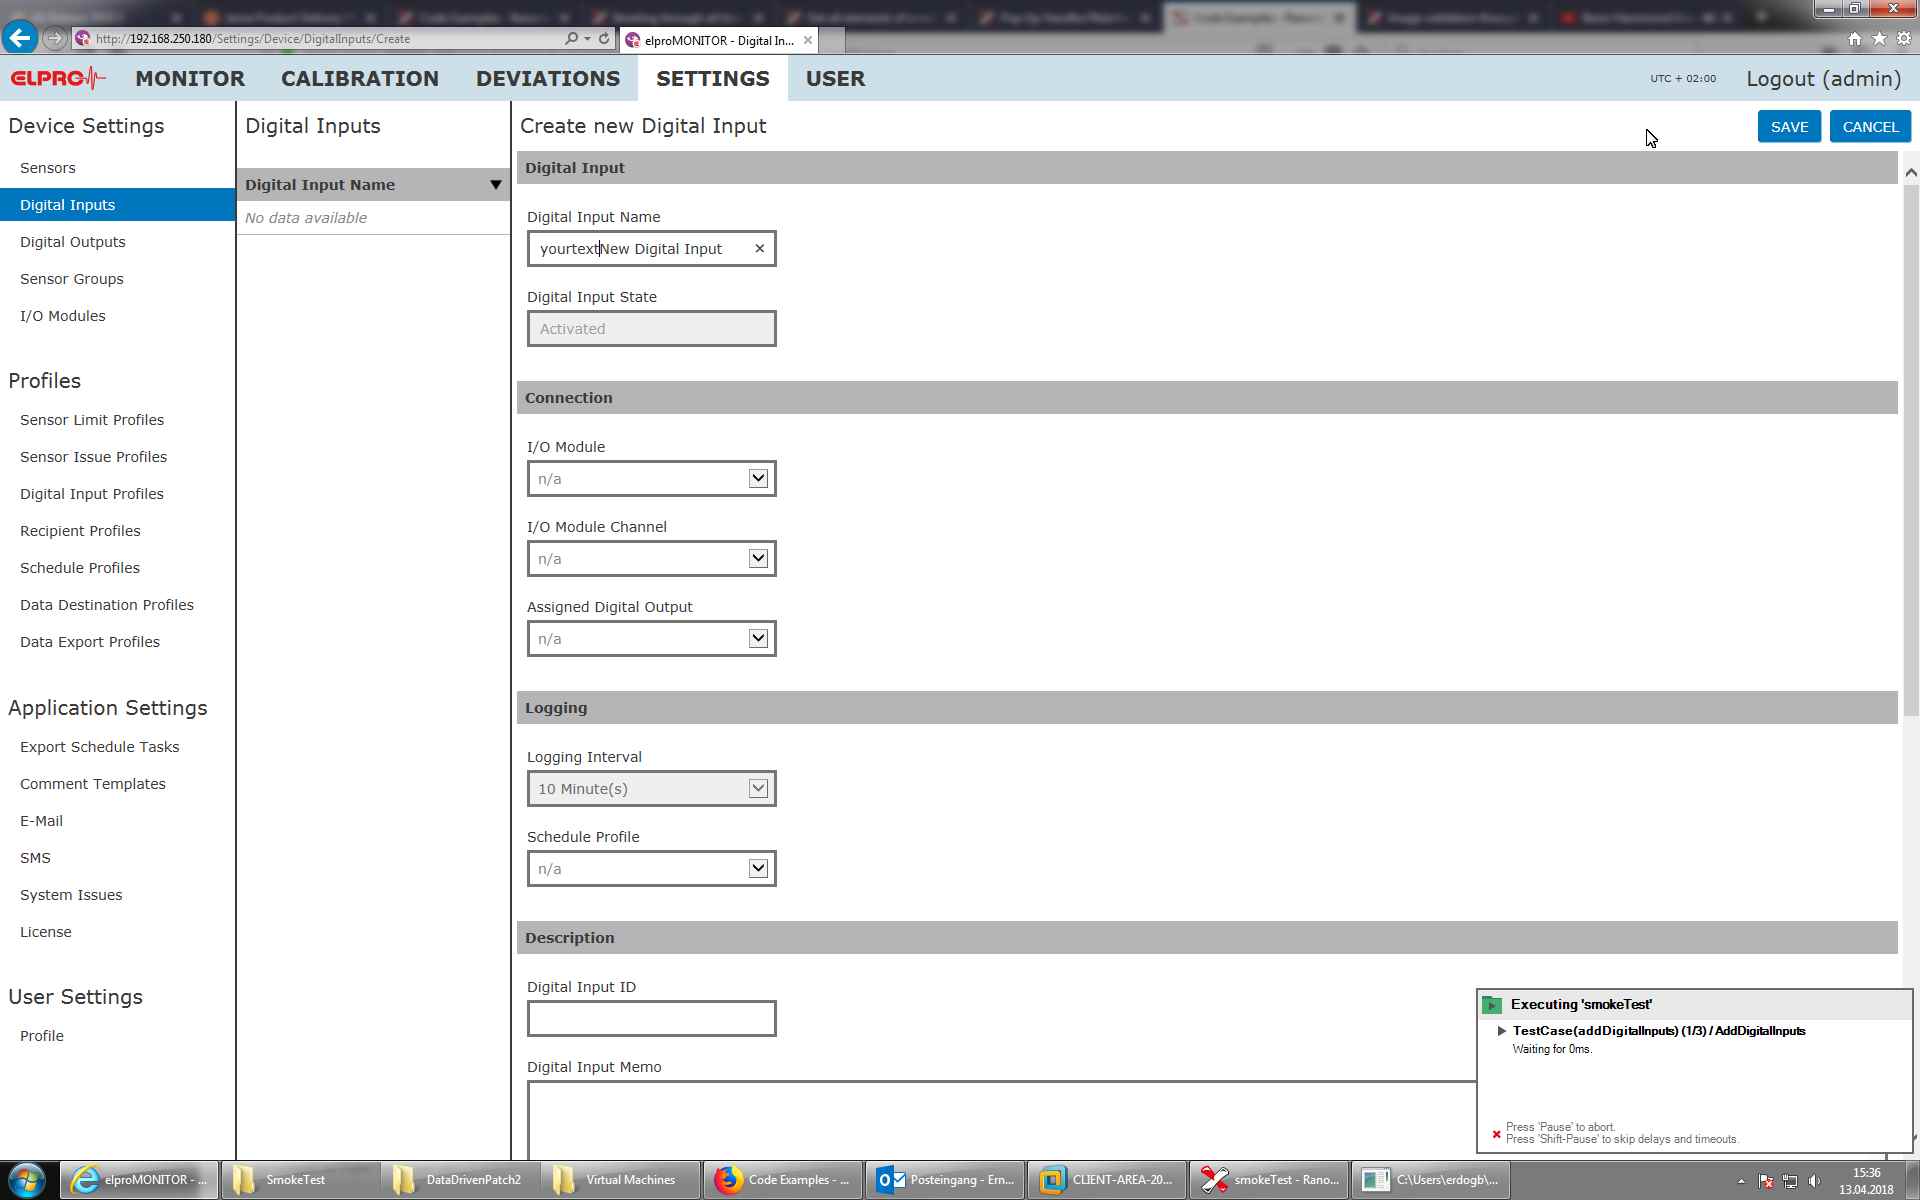 http://192.168.250.180/Settings/Device/DigitalInputs/Create
elproMONITOR - Digital In...
ELPRO
MONITOR
CALIBRATION
DEVIATIONS
SETTINGS
USER
UTC + 02:00
Logout (admin)
Device Settings
Sensors
Digital Inputs
Digital Outputs
Sensor Groups
I/O Modules
Profiles
Sensor Limit Profiles
Sensor Issue Profiles
Digital Input Profiles
Recipient Profiles
Schedule Profiles
Data Destination Profiles
Data Export Profiles
Application Settings
Export Schedule Tasks
Comment Templates
E-Mail
SMS
System Issues
License
User Settings
Profile
Digital Inputs
Digital Input Name
No data available
Create new Digital Input
SAVE
CANCEL
Digital Input
Digital Input Name
yourtextNew Digital Input
Digital Input State
Activated
Connection
I/O Module
n/a
I/O Module Channel
n/a
Assigned Digital Output
n/a
Logging
Logging Interval
10 Minute(s)
Schedule Profile
n/a
Description
Digital Input ID
Digital Input Memo
Executing 'smokeTest'
TestCase(addDigitalInputs) (1/3) / AddDigitalInputs
Waiting for 0ms.
Press 'Pause' to abort.
Press 'Shift-Pause' to skip delays and timeouts.
elproMONITOR - ...
SmokeTest
DataDrivenPatch2
Virtual Machines
Code Examples - ...
Posteingang - Ern...
CLIENT-AREA-20...
smokeTest - Rano...
C:\Users\erdogb\...
15:36
13.04.2018